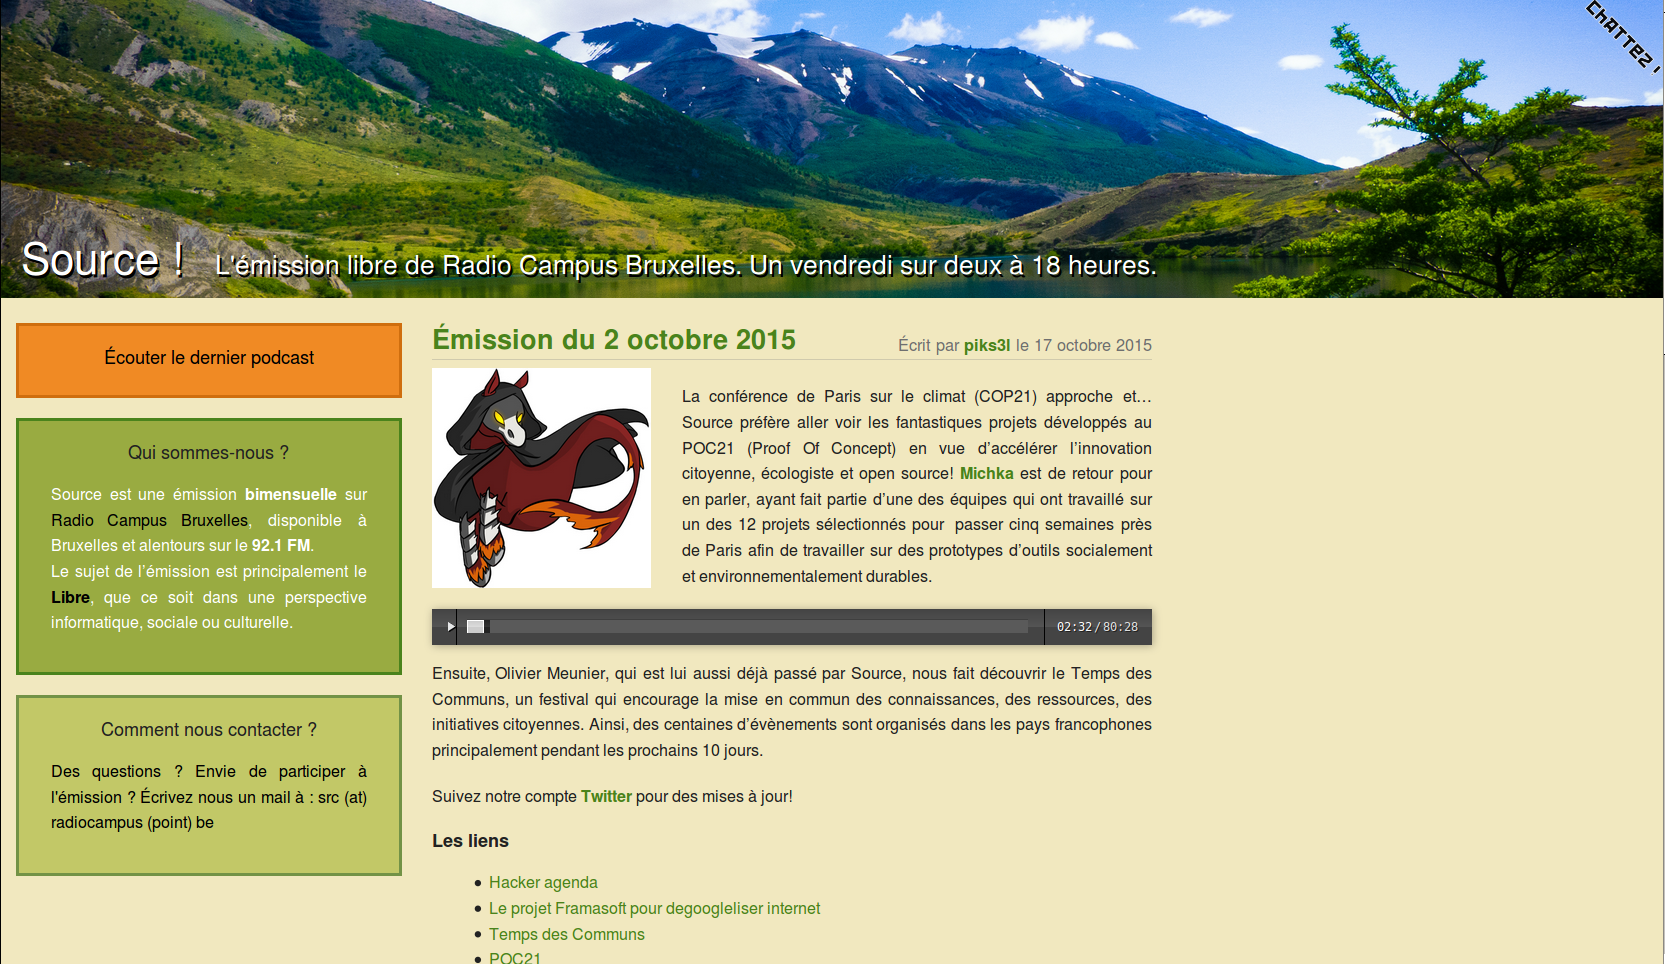 CHATTEZ !
Source !
L'émission libre de Radio Campus Bruxelles. Un vendredi sur deux à 18 heures.
Écouter le dernier podcast
Qui sommes-nous ?
Source est une émission bimensuelle sur
Radio Campus Bruxelles, disponible à
Bruxelles et alentours sur le 92.1 FM.
Le sujet de l'émission est principalement le
Libre, que ce soit dans une perspective
informatique, sociale ou culturelle.
Comment nous contacter ?
Des questions ? Envie de participer à
l'émission ? Écrivez nous un mail à : src (at)
radiocampus (point) be
Émission du 2 octobre 2015
Écrit par piks3l le 17 octobre 2015
La conférence de Paris sur le climat (COP21) approche et…
Source préfère aller voir les fantastiques projets développés au
POC21 (Proof Of Concept) en vue d’accélérer l’innovation
citoyenne, écologiste et open source! Michka est de retour pour
en parler, ayant fait partie d’une des équipes qui ont travaillé sur
un des 12 projets sélectionnés pour passer cinq semaines près
de Paris afin de travailler sur des prototypes d’outils socialement
et environnementalement durables.
02:32/80:28
Ensuite, Olivier Meunier, qui est lui aussi déjà passé par Source, nous fait découvrir le Temps des
Communs, un festival qui encourage la mise en commun des connaissances, des ressources, des
initiatives citoyennes. Ainsi, des centaines d’évènements sont organisés dans les pays francophones
principalement pendant les prochains 10 jours.
Suivez notre compte Twitter pour des mises à jour!
Les liens
Hacker agenda
Le projet Framasoft pour degoogleliser internet
Temps des Communs
POC21